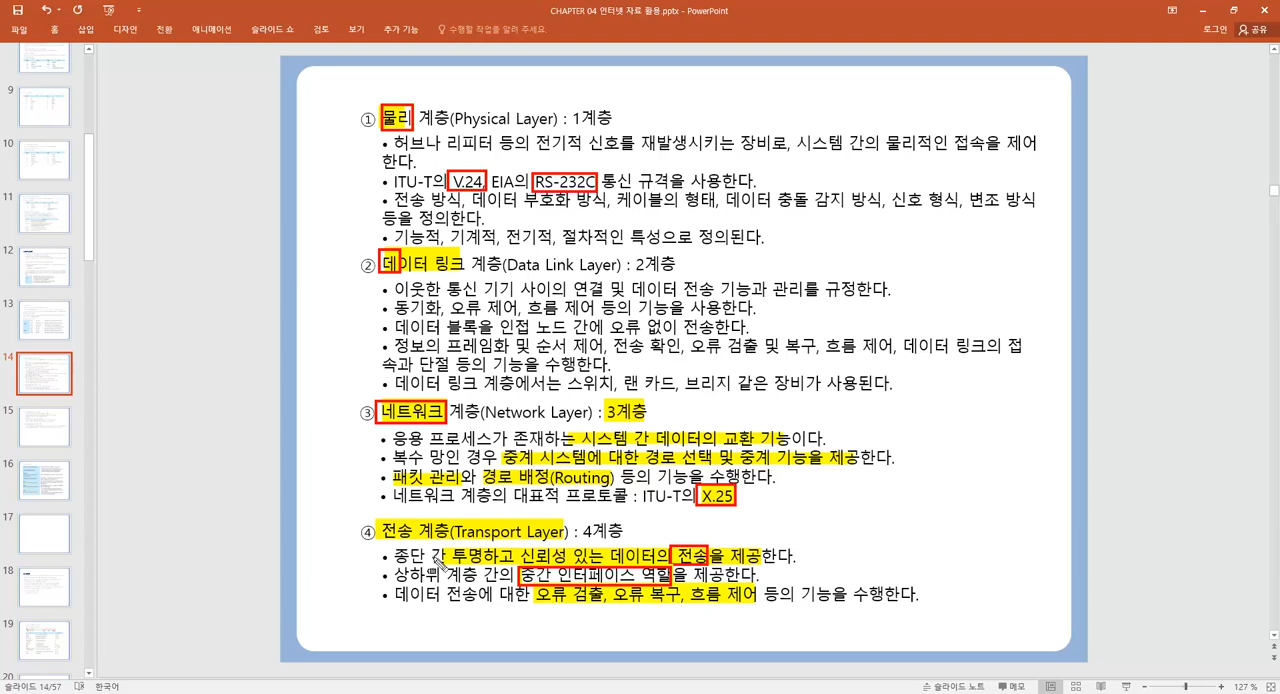 CHAPTER 04 인터넷 자료 활용.pptx - PowerPoint
파일 홈 삽입 디자인 전환 애니메이션 슬라이드 쇼 검토 보기 추가 기능 수행할 작업을 알려 주세요. 로그인 공유
9
10
11
12
13
14
15
16
17
18
19
20
① 물리 계층(Physical Layer) : 1계층
• 허브나 리피터 등의 전기적 신호를 재발생시키는 장비로, 시스템 간의 물리적인 접속을 제어
한다.
• ITU-T의 V.24, EIA의 RS-232C 통신 규격을 사용한다.
• 전송 방식, 데이터 부호화 방식, 케이블의 형태, 데이터 충돌 감지 방식, 신호 형식, 변조 방식
등을 정의한다.
• 기능적, 기계적, 전기적, 절차적인 특성으로 정의된다.
② 데이터 링크 계층(Data Link Layer) : 2계층
• 이웃한 통신 기기 사이의 연결 및 데이터 전송 기능과 관리를 규정한다.
• 동기화, 오류 제어, 흐름 제어 등의 기능을 사용한다.
• 데이터 블록을 인접 노드 간에 오류 없이 전송한다.
• 정보의 프레임화 및 순서 제어, 전송 확인, 오류 검출 및 복구, 흐름 제어, 데이터 링크의 접
속과 단절 등의 기능을 수행한다.
• 데이터 링크 계층에서는 스위치, 랜 카드, 브리지 같은 장비가 사용된다.
③ 네트워크 계층(Network Layer) : 3계층
• 응용 프로세스가 존재하는 시스템 간 데이터의 교환 기능이다.
• 복수 망인 경우 중계 시스템에 대한 경로 선택 및 중계 기능을 제공한다.
• 패킷 관리와 경로 배정(Routing) 등의 기능을 수행한다.
• 네트워크 계층의 대표적 프로토콜 : ITU-T의 X.25
④ 전송 계층(Transport Layer) : 4계층
• 종단 간 투명하고 신뢰성 있는 데이터의 전송을 제공한다.
• 상하위 계층 간의 중간 인터페이스 역할을 제공한다.
• 데이터 전송에 대한 오류 검출, 오류 복구, 흐름 제어 등의 기능을 수행한다.
슬라이드 14/57 한국어 슬라이드 노트 메모 127 %